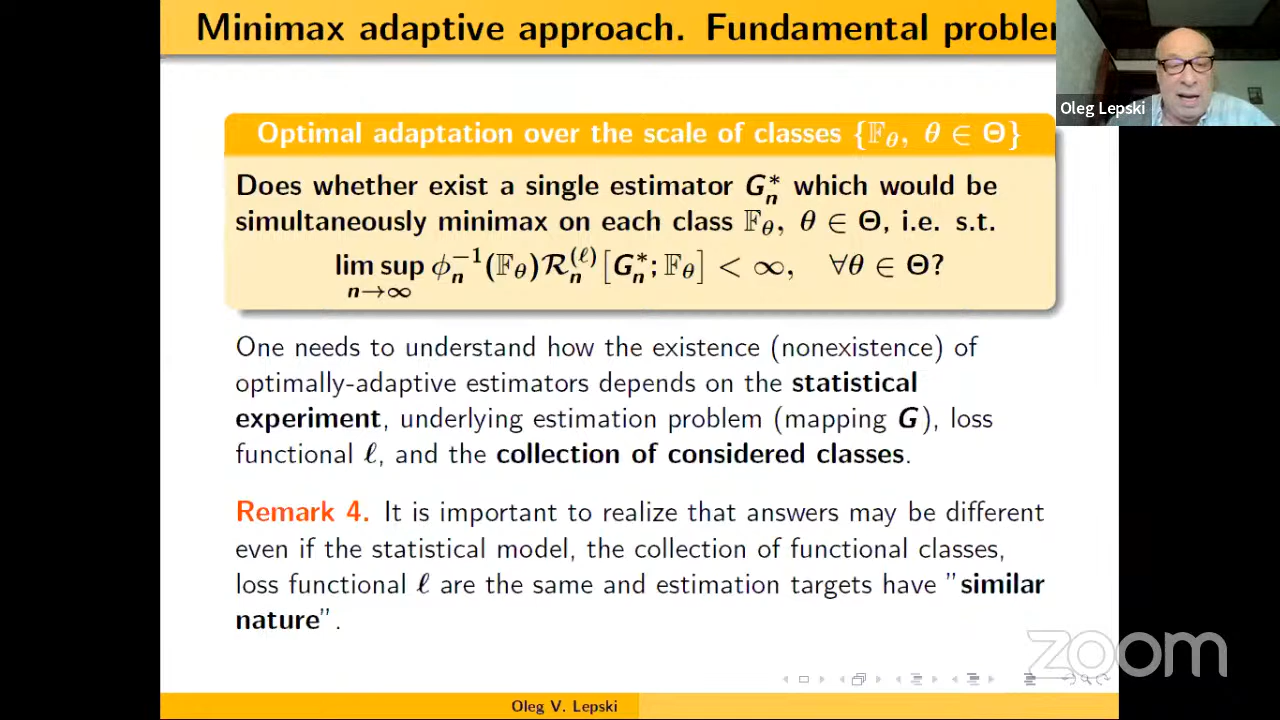 Minimax adaptive approach. Fundamental problem
Oleg Lepski
Optimal adaptation over the scale of classes {𝔽_θ, θ ∈ Θ}
Does whether exist a single estimator G*_n which would be
simultaneously minimax on each class 𝔽_θ, θ ∈ Θ, i.e. s.t.
lim sup_{n→∞} φ_n^{−1}(𝔽_θ)ℛ_n^{(ℓ)}[G*_n; 𝔽_θ] < ∞, ∀θ ∈ Θ?
One needs to understand how the existence (nonexistence) of
optimally-adaptive estimators depends on the statistical
experiment, underlying estimation problem (mapping G), loss
functional ℓ, and the collection of considered classes.
Remark 4. It is important to realize that answers may be different
even if the statistical model, the collection of functional classes,
loss functional ℓ are the same and estimation targets have "similar
nature".
zoom
Oleg V. Lepski